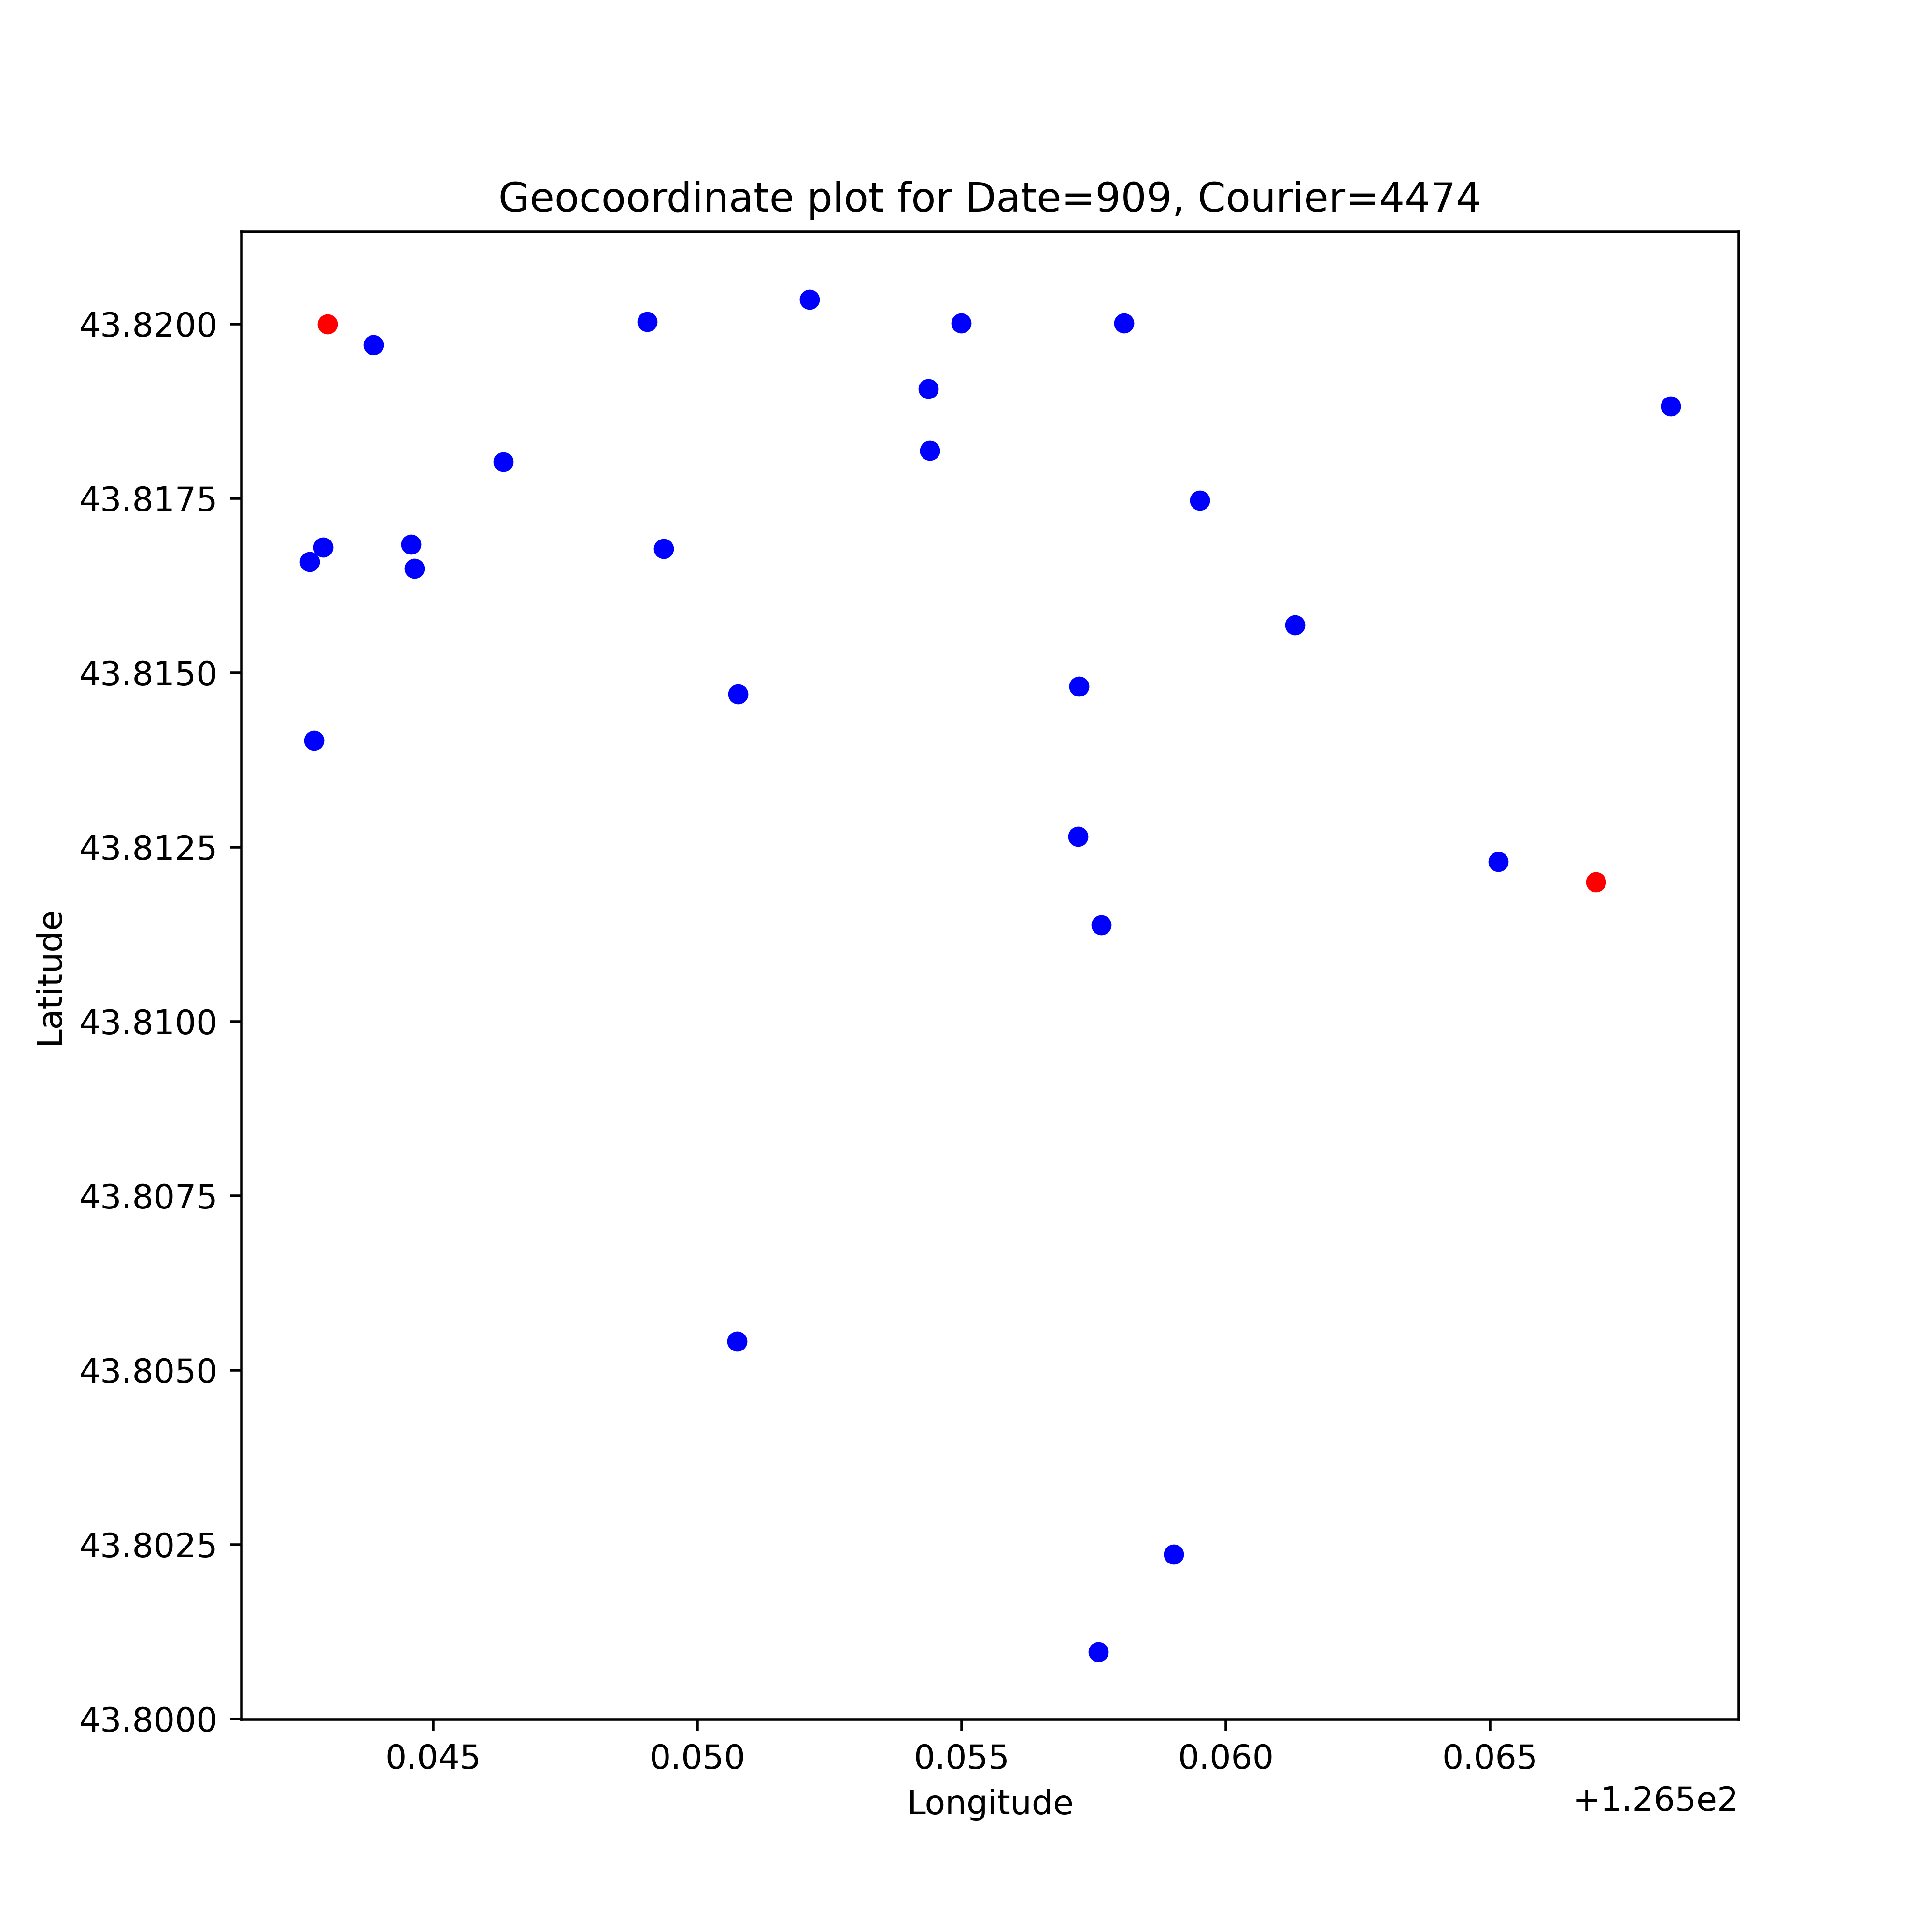 Geocoordinate plot for Date=909, Courier=4474
43.8200
43.8175
43.8150
43.8125
43.8100
43.8075
43.8050
43.8025
43.8000
Latitude
0.045 0.050 0.055 0.060 0.065
Longitude
+1.265e2